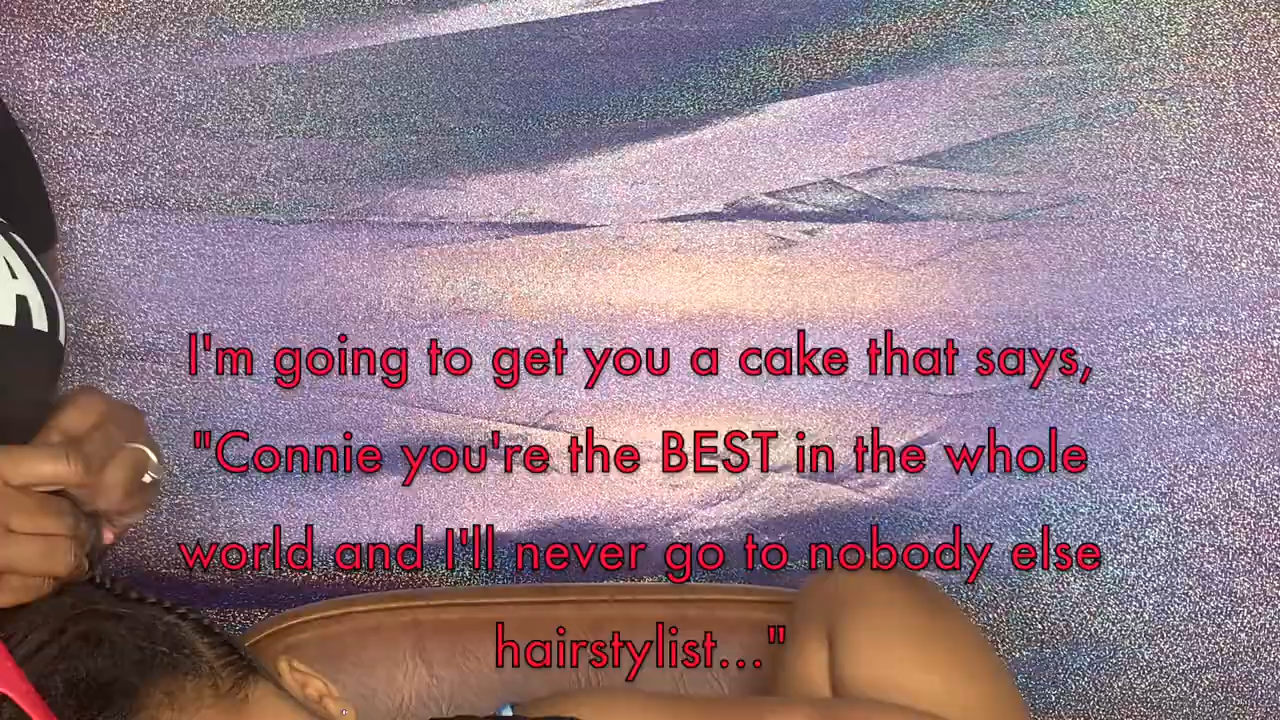 A
I'm going to get you a cake that says,
"Connie you're the BEST in the whole
world and I'll never go to nobody else
hairstylist..."